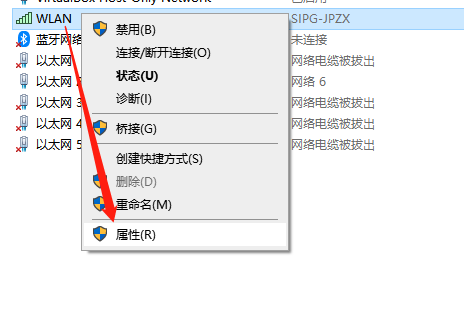 VirtualBox Host-Only Network 已启用
WLAN SIPG-JPZX
禁用(B)
蓝牙网络 未连接
连接/断开连接(O)
以太网 网络电缆被拔出
状态(U)
以太网 2 网络 6
诊断(I)
以太网 3 网络电缆被拔出
以太网 4 网络电缆被拔出
桥接(G)
以太网 5 网络电缆被拔出
创建快捷方式(S)
删除(D)
重命名(M)
属性(R)